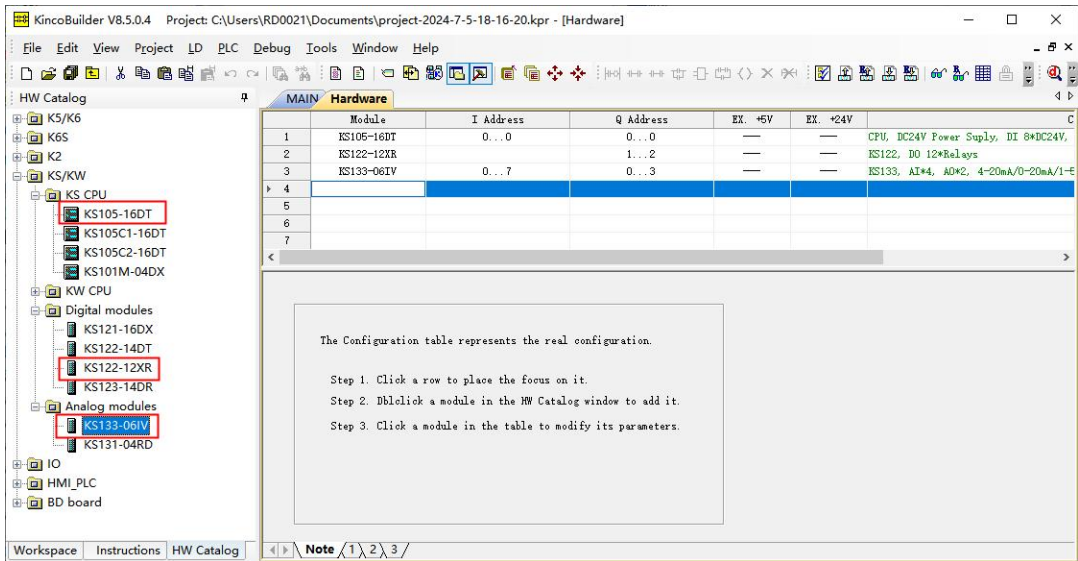 KincoBuilder V8.5.0.4 Project: C:\Users\RD0021\Documents\project-2024-7-5-18-16-20.kpr - [Hardware]
File Edit View Project LD PLC Debug Tools Window Help
HW Catalog
MAIN Hardware
K5/K6
K6S
K2
KS/KW
KS CPU
KS105-16DT
KS105C1-16DT
KS105C2-16DT
KS101M-04DX
KW CPU
Digital modules
KS121-16DX
KS122-14DT
KS122-12XR
KS123-14DR
Analog modules
KS133-06IV
KS131-04RD
IO
HMI_PLC
BD board
Workspace Instructions HW Catalog
Module I Address Q Address EX. +5V EX. +24V C
1 KS105-16DT 0...0 0...0 — — CPU, DC24V Power Suply, DI 8*DC24V,
2 KS122-12XR 1...2 — — KS122, DO 12*Relays
3 KS133-06IV 0...7 0...3 — — KS133, AI*4, AO*2, 4-20mA/0-20mA/1-5
4
5
6
7
The Configuration table represents the real configuration.
Step 1. Click a row to place the focus on it.
Step 2. Dblclick a module in the HW Catalog window to add it.
Step 3. Click a module in the table to modify its parameters.
Note 1 2 3